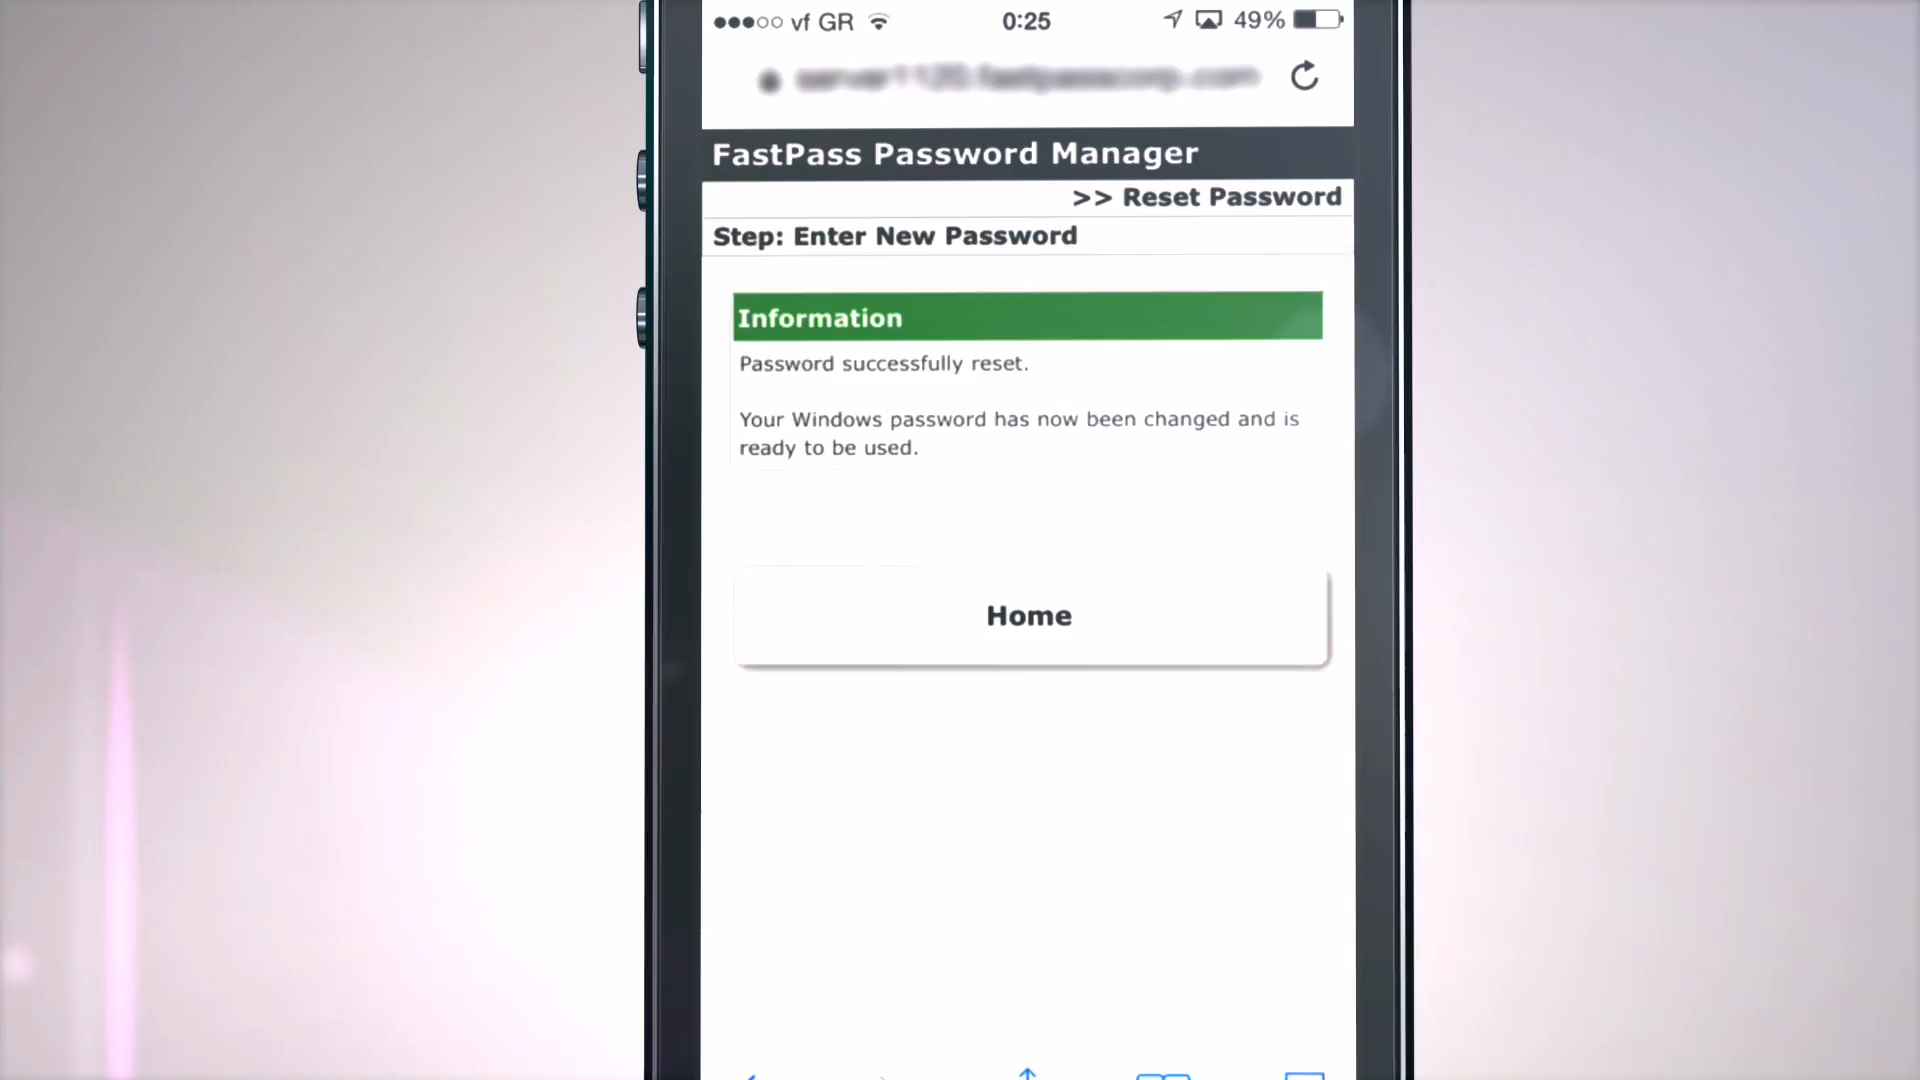 vf GR 0:25 49%
FastPass Password Manager
>> Reset Password
Step: Enter New Password
Information
Password successfully reset.
Your Windows password has now been changed and is
ready to be used.
Home